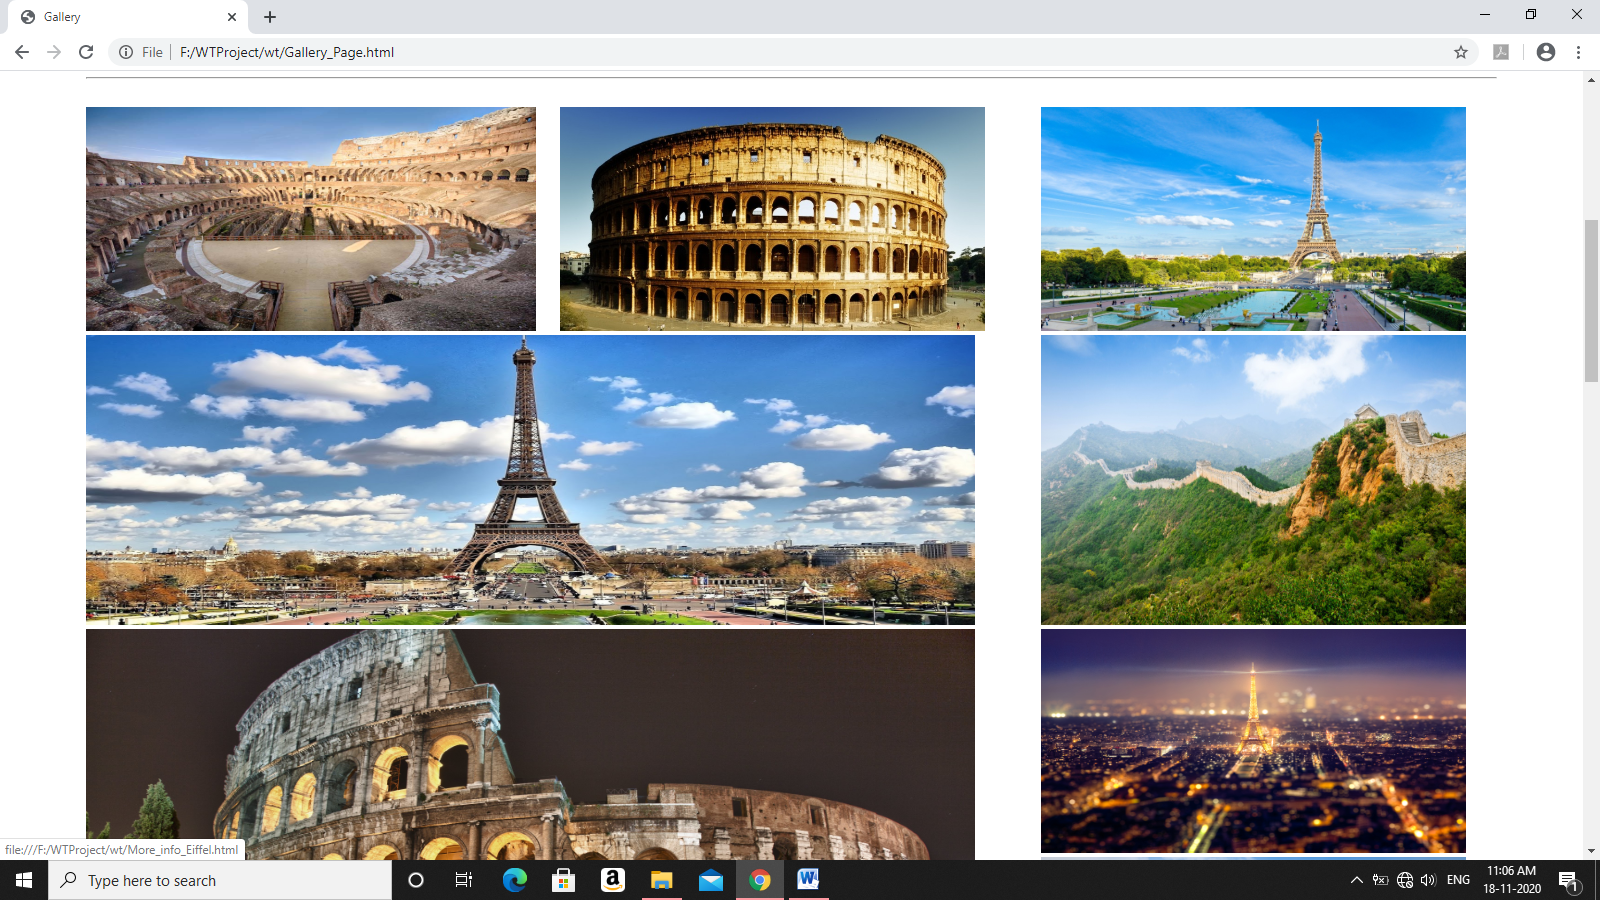 Gallery
File
F:/WTProject/wt/Gallery_Page.html
file:///F:/WTProject/wt/More_info_Eiffel.html
Type here to search
a
W
ENG
11:06 AM
18-11-2020
1